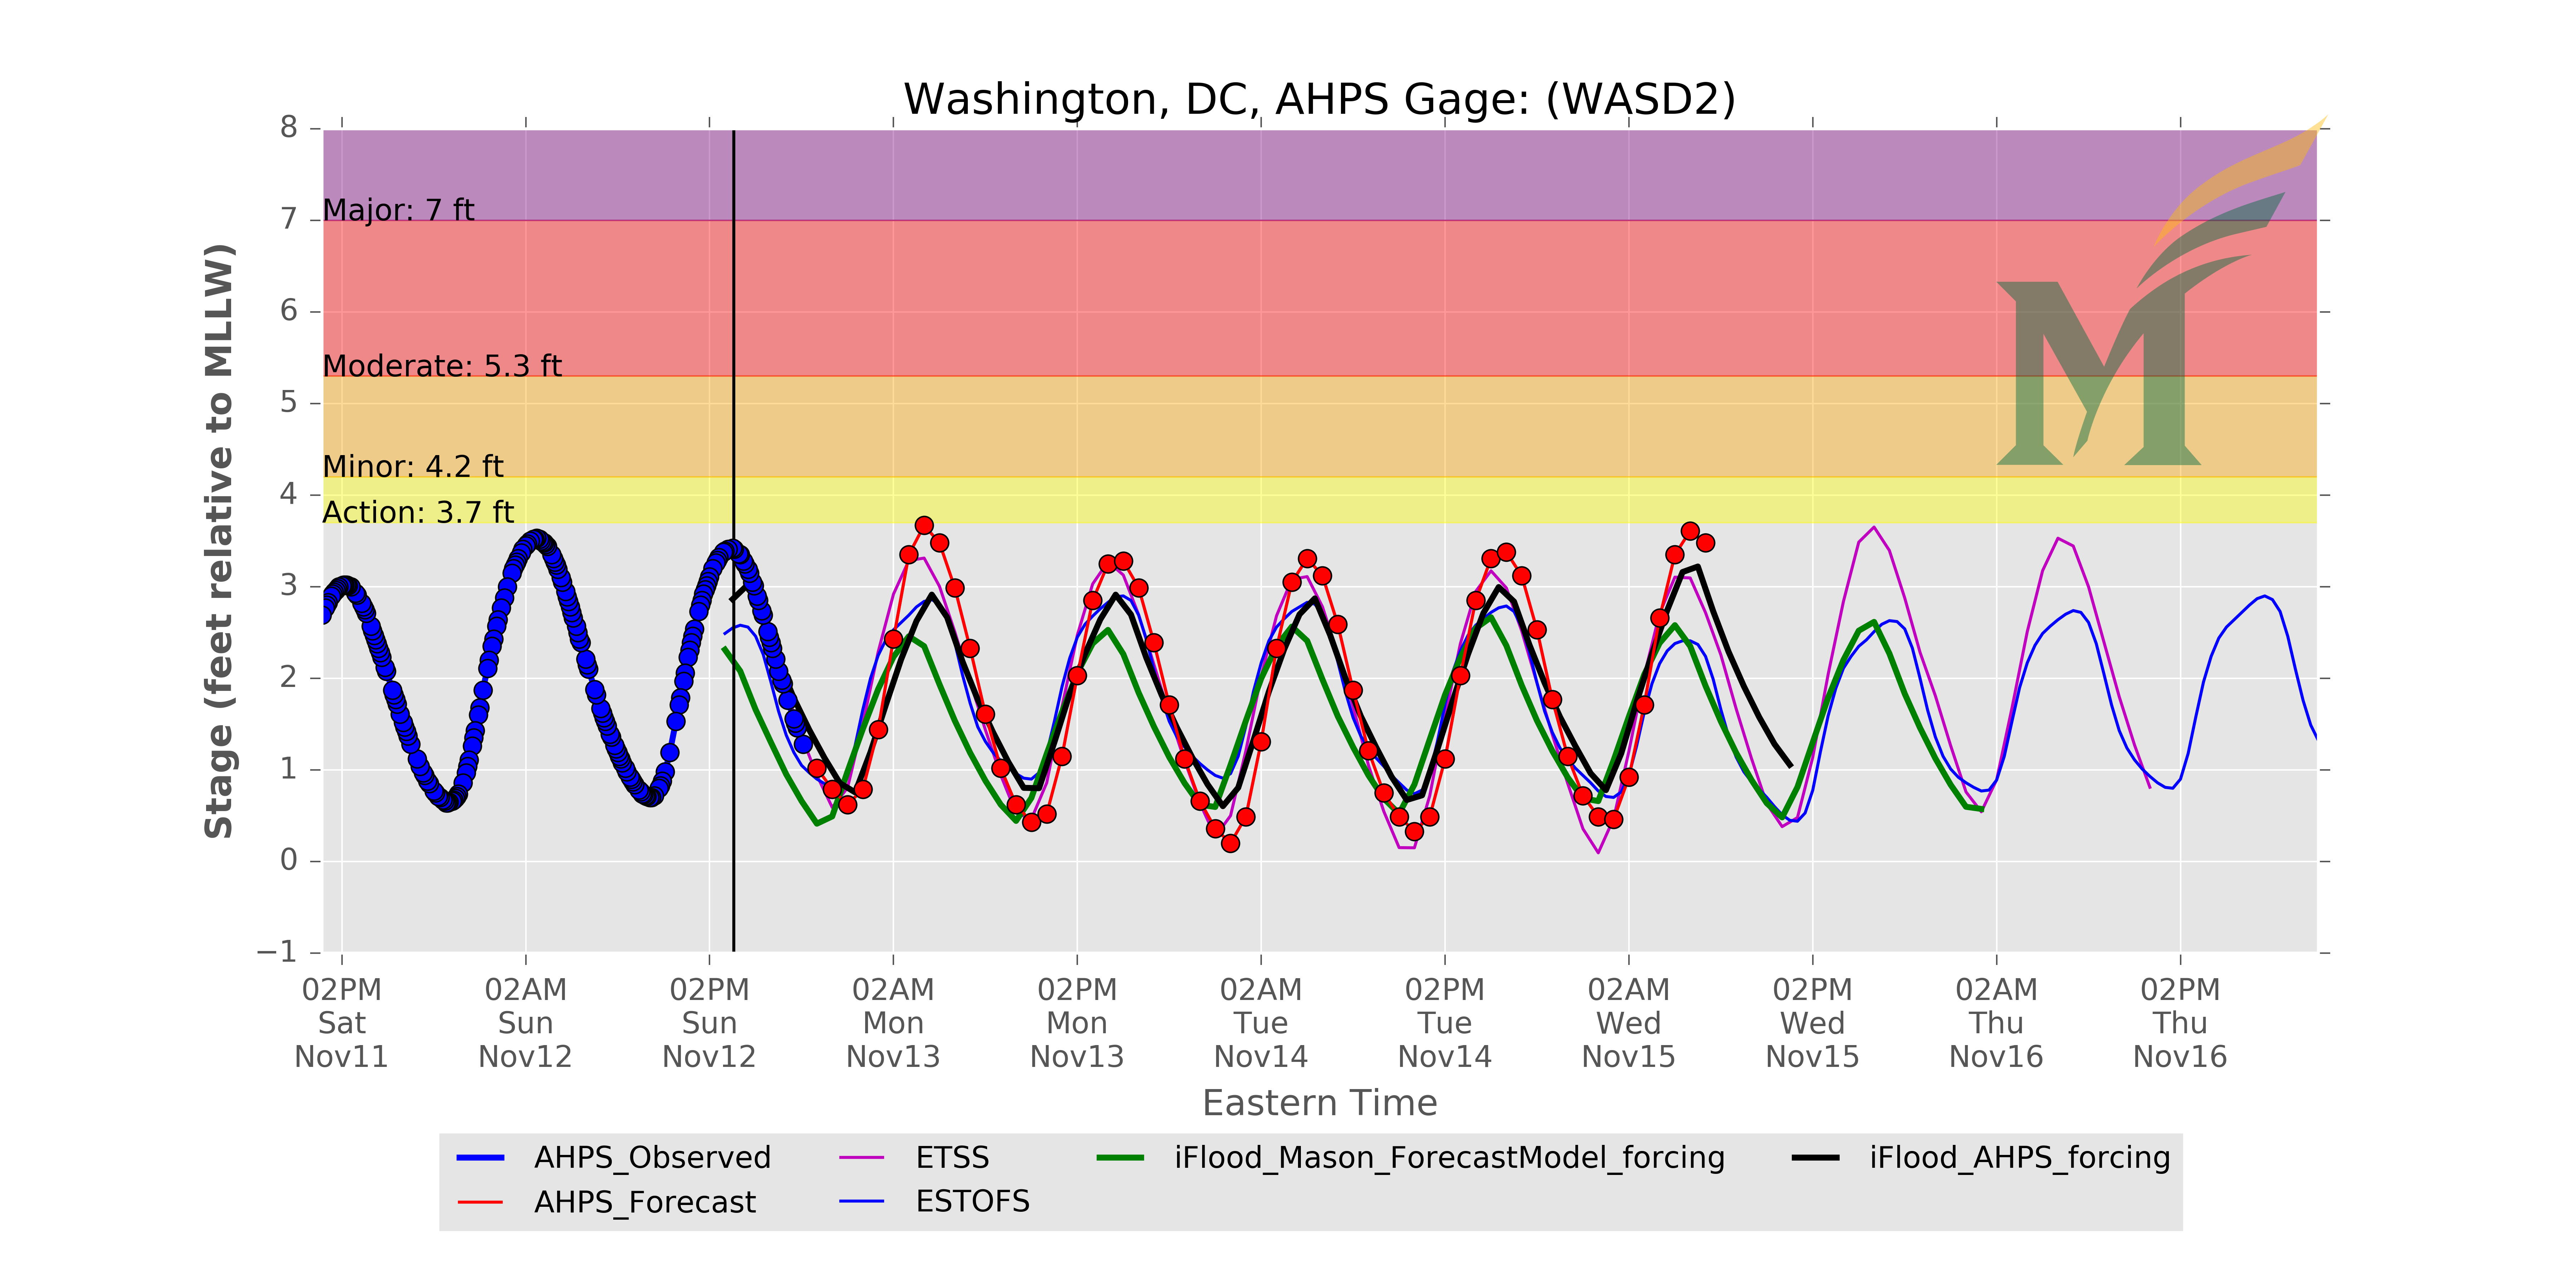 Washington, DC, AHPS Gage: (WASD2)
Stage (feet relative to MLLW)
8
7
6
5
4
3
2
1
0
−1
Major: 7 ft
Moderate: 5.3 ft
Minor: 4.2 ft
Action: 3.7 ft
M
02PM 02AM 02PM 02AM 02PM 02AM 02PM 02AM 02PM 02AM 02PM
Sat Sun Sun Mon Mon Tue Tue Wed Wed Thu Thu
Nov11 Nov12 Nov12 Nov13 Nov13 Nov14 Nov14 Nov15 Nov15 Nov16 Nov16
Eastern Time
AHPS_Observed ETSS iFlood_Mason_ForecastModel_forcing iFlood_AHPS_forcing
AHPS_Forecast ESTOFS